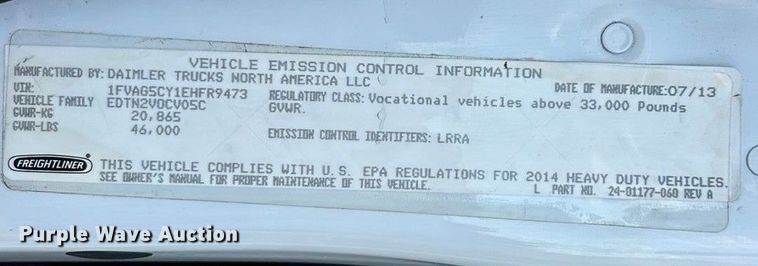 VEHICLE EMISSION CONTROL INFORMATION
MANUFACTURED BY: DAIMLER TRUCKS NORTH AMERICA LLC DATE OF MANUFACTURE: 07/13
VIN: 1FVAG5CY1EHFR9473 REGULATORY CLASS: Vocational vehicles above 33,000 Pounds
VEHICLE FAMILY EDTN2VOCV05C GVWR.
GVWR-KG 20,865
GVWR-LBS 46,000 EMISSION CONTROL IDENTIFIERS: LRRA
FREIGHTLINER THIS VEHICLE COMPLIES WITH U.S. EPA REGULATIONS FOR 2014 HEAVY DUTY VEHICLES.
SEE OWNER'S MANUAL FOR PROPER MAINTENANCE OF THIS VEHICLE. L PART NO. 24-01177-060 REV A
Purple Wave Auction